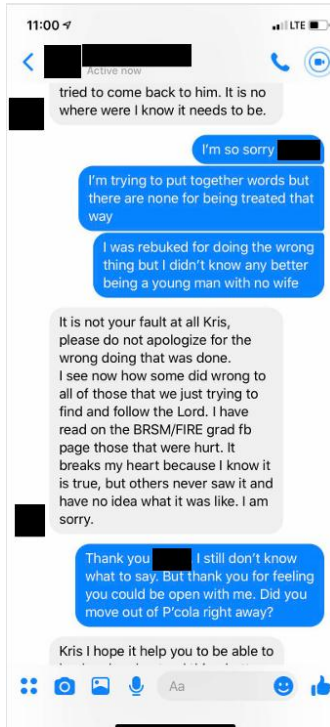 11:00
LTE
Active now
tried to come back to him. It is no
where were I know it needs to be.
I'm so sorry
I'm trying to put together words but
there are none for being treated that
way
I was rebuked for doing the wrong
thing but I didn't know any better
being a young man with no wife
It is not your fault at all Kris,
please do not apologize for the
wrong doing that was done.
I see now how some did wrong to
all of those that we just trying to
find and follow the Lord. I have
read on the BRSM/FIRE grad fb
page those that were hurt. It
breaks my heart because I know it
is true, but others never saw it and
have no idea what it was like. I am
sorry.
Thank you I still don't know
what to say. But thank you for feeling
you could be open with me. Did you
move out of P'cola right away?
Kris I hope it help you to be able to
Aa